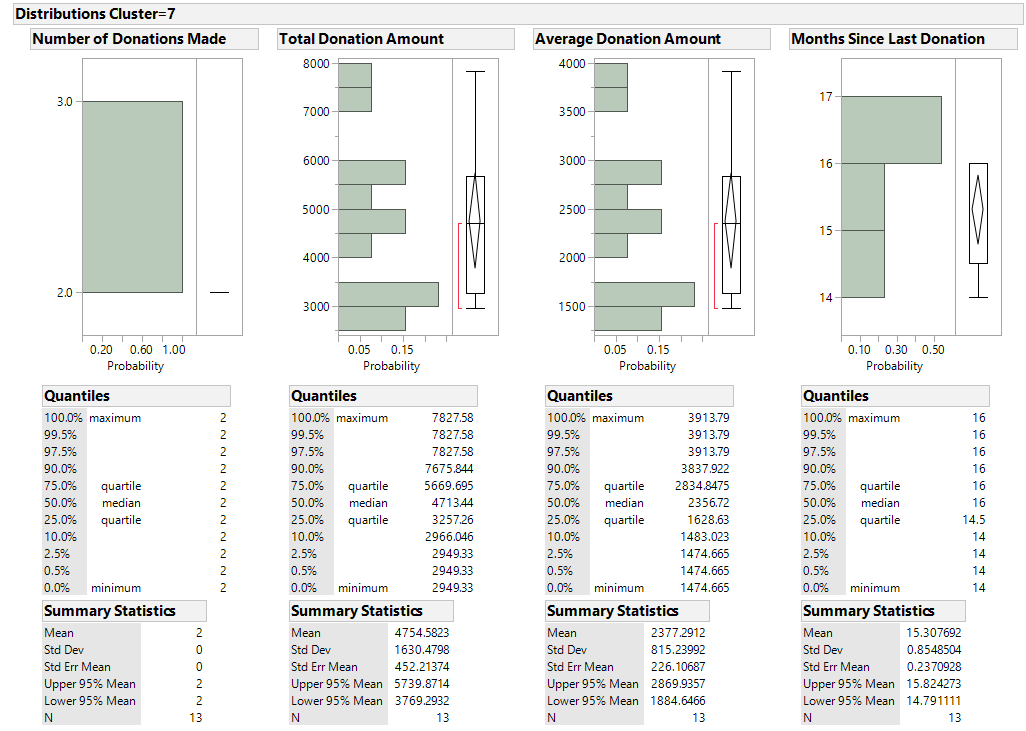 Distributions Cluster=7
Number of Donations Made
3.0
2.0
0.20 0.60 1.00
Probability
Quantiles
100.0% maximum 2
99.5% 2
97.5% 2
90.0% 2
75.0% quartile 2
50.0% median 2
25.0% quartile 2
10.0% 2
2.5% 2
0.5% 2
0.0% minimum 2
Summary Statistics
Mean 2
Std Dev 0
Std Err Mean 0
Upper 95% Mean 2
Lower 95% Mean 2
N 13
Total Donation Amount
8000
7000
6000
5000
4000
3000
0.05 0.15
Probability
Quantiles
100.0% maximum 7827.58
99.5% 7827.58
97.5% 7827.58
90.0% 7675.844
75.0% quartile 5669.695
50.0% median 4713.44
25.0% quartile 3257.26
10.0% 2966.046
2.5% 2949.33
0.5% 2949.33
0.0% minimum 2949.33
Summary Statistics
Mean 4754.5823
Std Dev 1630.4798
Std Err Mean 452.21374
Upper 95% Mean 5739.8714
Lower 95% Mean 3769.2932
N 13
Average Donation Amount
4000
3500
3000
2500
2000
1500
0.05 0.15
Probability
Quantiles
100.0% maximum 3913.79
99.5% 3913.79
97.5% 3913.79
90.0% 3837.922
75.0% quartile 2834.8475
50.0% median 2356.72
25.0% quartile 1628.63
10.0% 1483.023
2.5% 1474.665
0.5% 1474.665
0.0% minimum 1474.665
Summary Statistics
Mean 2377.2912
Std Dev 815.23992
Std Err Mean 226.10687
Upper 95% Mean 2869.9357
Lower 95% Mean 1884.6466
N 13
Months Since Last Donation
17
16
15
14
0.10 0.30 0.50
Probability
Quantiles
100.0% maximum 16
99.5% 16
97.5% 16
90.0% 16
75.0% quartile 16
50.0% median 16
25.0% quartile 14.5
10.0% 14
2.5% 14
0.5% 14
0.0% minimum 14
Summary Statistics
Mean 15.307692
Std Dev 0.8548504
Std Err Mean 0.2370928
Upper 95% Mean 15.824273
Lower 95% Mean 14.791111
N 13